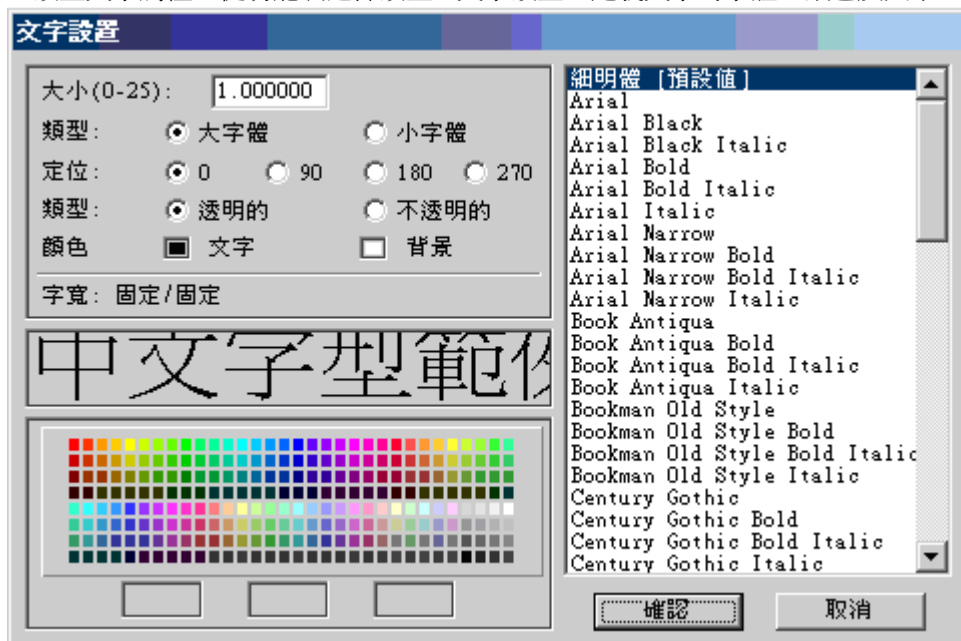 文字設置
大小(0-25): 1.000000
類型: 大字體 小字體
定位: 0 90 180 270
類型: 透明的 不透明的
顏色 文字 背景
字寬: 固定/固定
中文字型範
細明體 [預設值]
Arial
Arial Black
Arial Black Italic
Arial Bold
Arial Bold Italic
Arial Italic
Arial Narrow
Arial Narrow Bold
Arial Narrow Bold Italic
Arial Narrow Italic
Book Antiqua
Book Antiqua Bold
Book Antiqua Bold Italic
Book Antiqua Italic
Bookman Old Style
Bookman Old Style Bold
Bookman Old Style Bold Italic
Bookman Old Style Italic
Century Gothic
Century Gothic Bold
Century Gothic Bold Italic
Century Gothic Italic
確認 取消